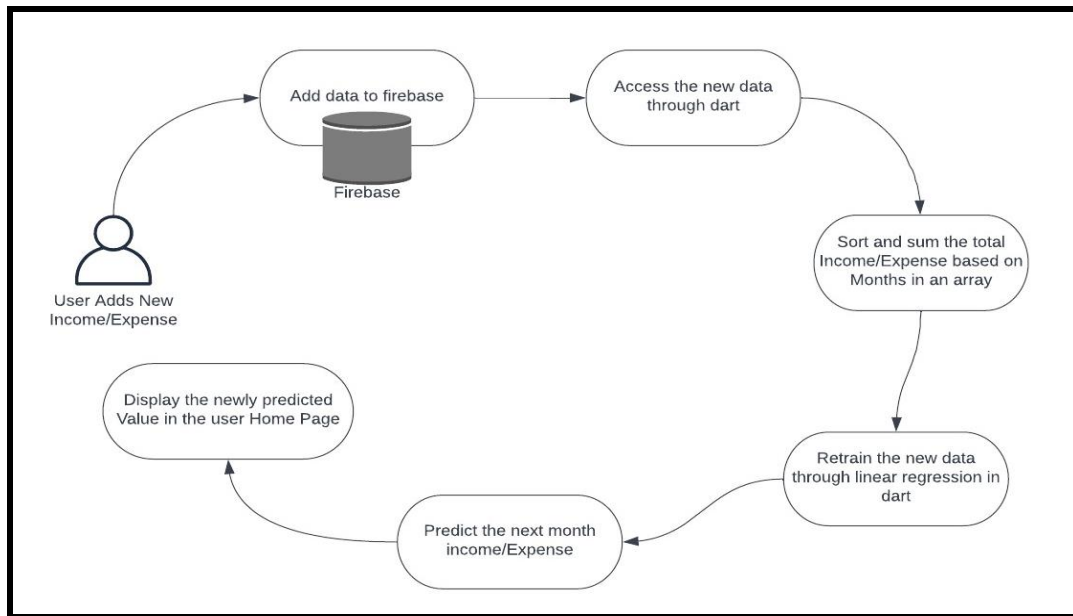 Add data to firebase
Firebase
Access the new data
through dart
Sort and sum the total
Income/Expense based on
Months in an array
User Adds New
Income/Expense
Retrain the new data
through linear regression in
dart
Predict the next month
income/Expense
Display the newly predicted
Value in the user Home Page